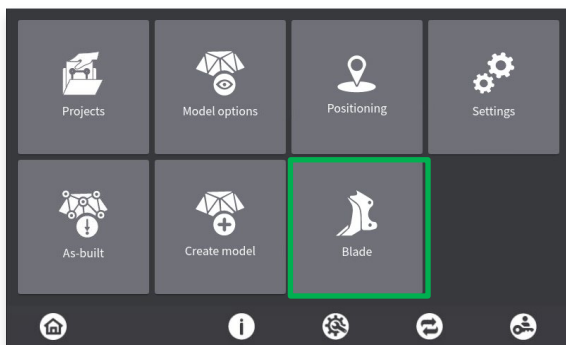 Projects
Model options
Positioning
Settings
As-built
Create model
Blade